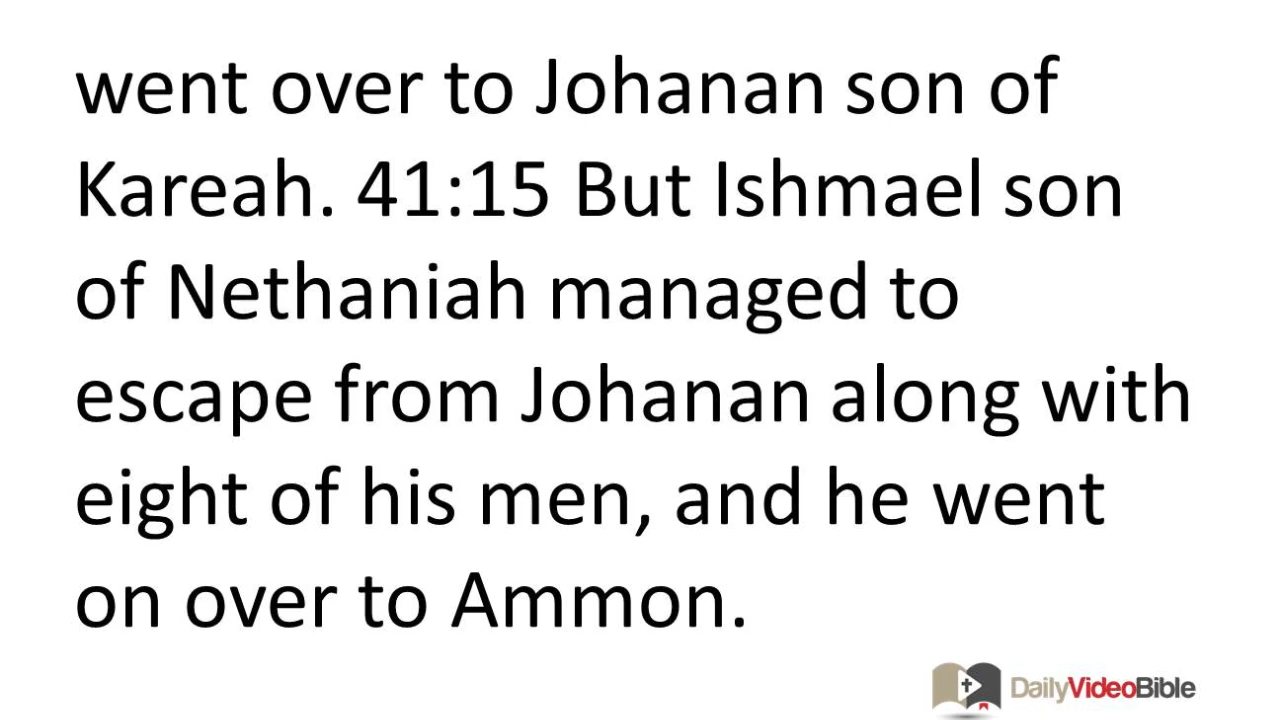 went over to Johanan son of
Kareah. 41:15 But Ishmael son
of Nethaniah managed to
escape from Johanan along with
eight of his men, and he went
on over to Ammon.
DailyVideoBible